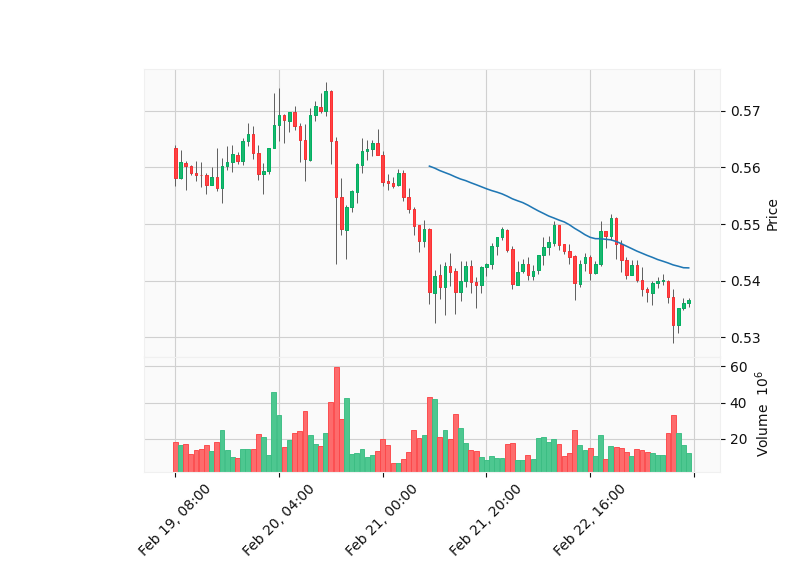 0.57
0.56
0.55
0.54
0.53
Price
60
40
20
Volume 10^6
Feb 19, 08:00
Feb 20, 04:00
Feb 21, 00:00
Feb 21, 20:00
Feb 22, 16:00